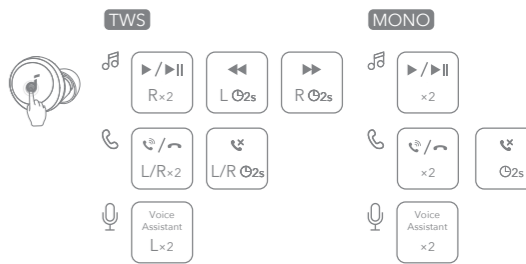 TWS
MONO
R×2
L 2s
R 2s
×2
L/R×2
L/R 2s
×2
2s
Voice
Assistant
L×2
Voice
Assistant
×2